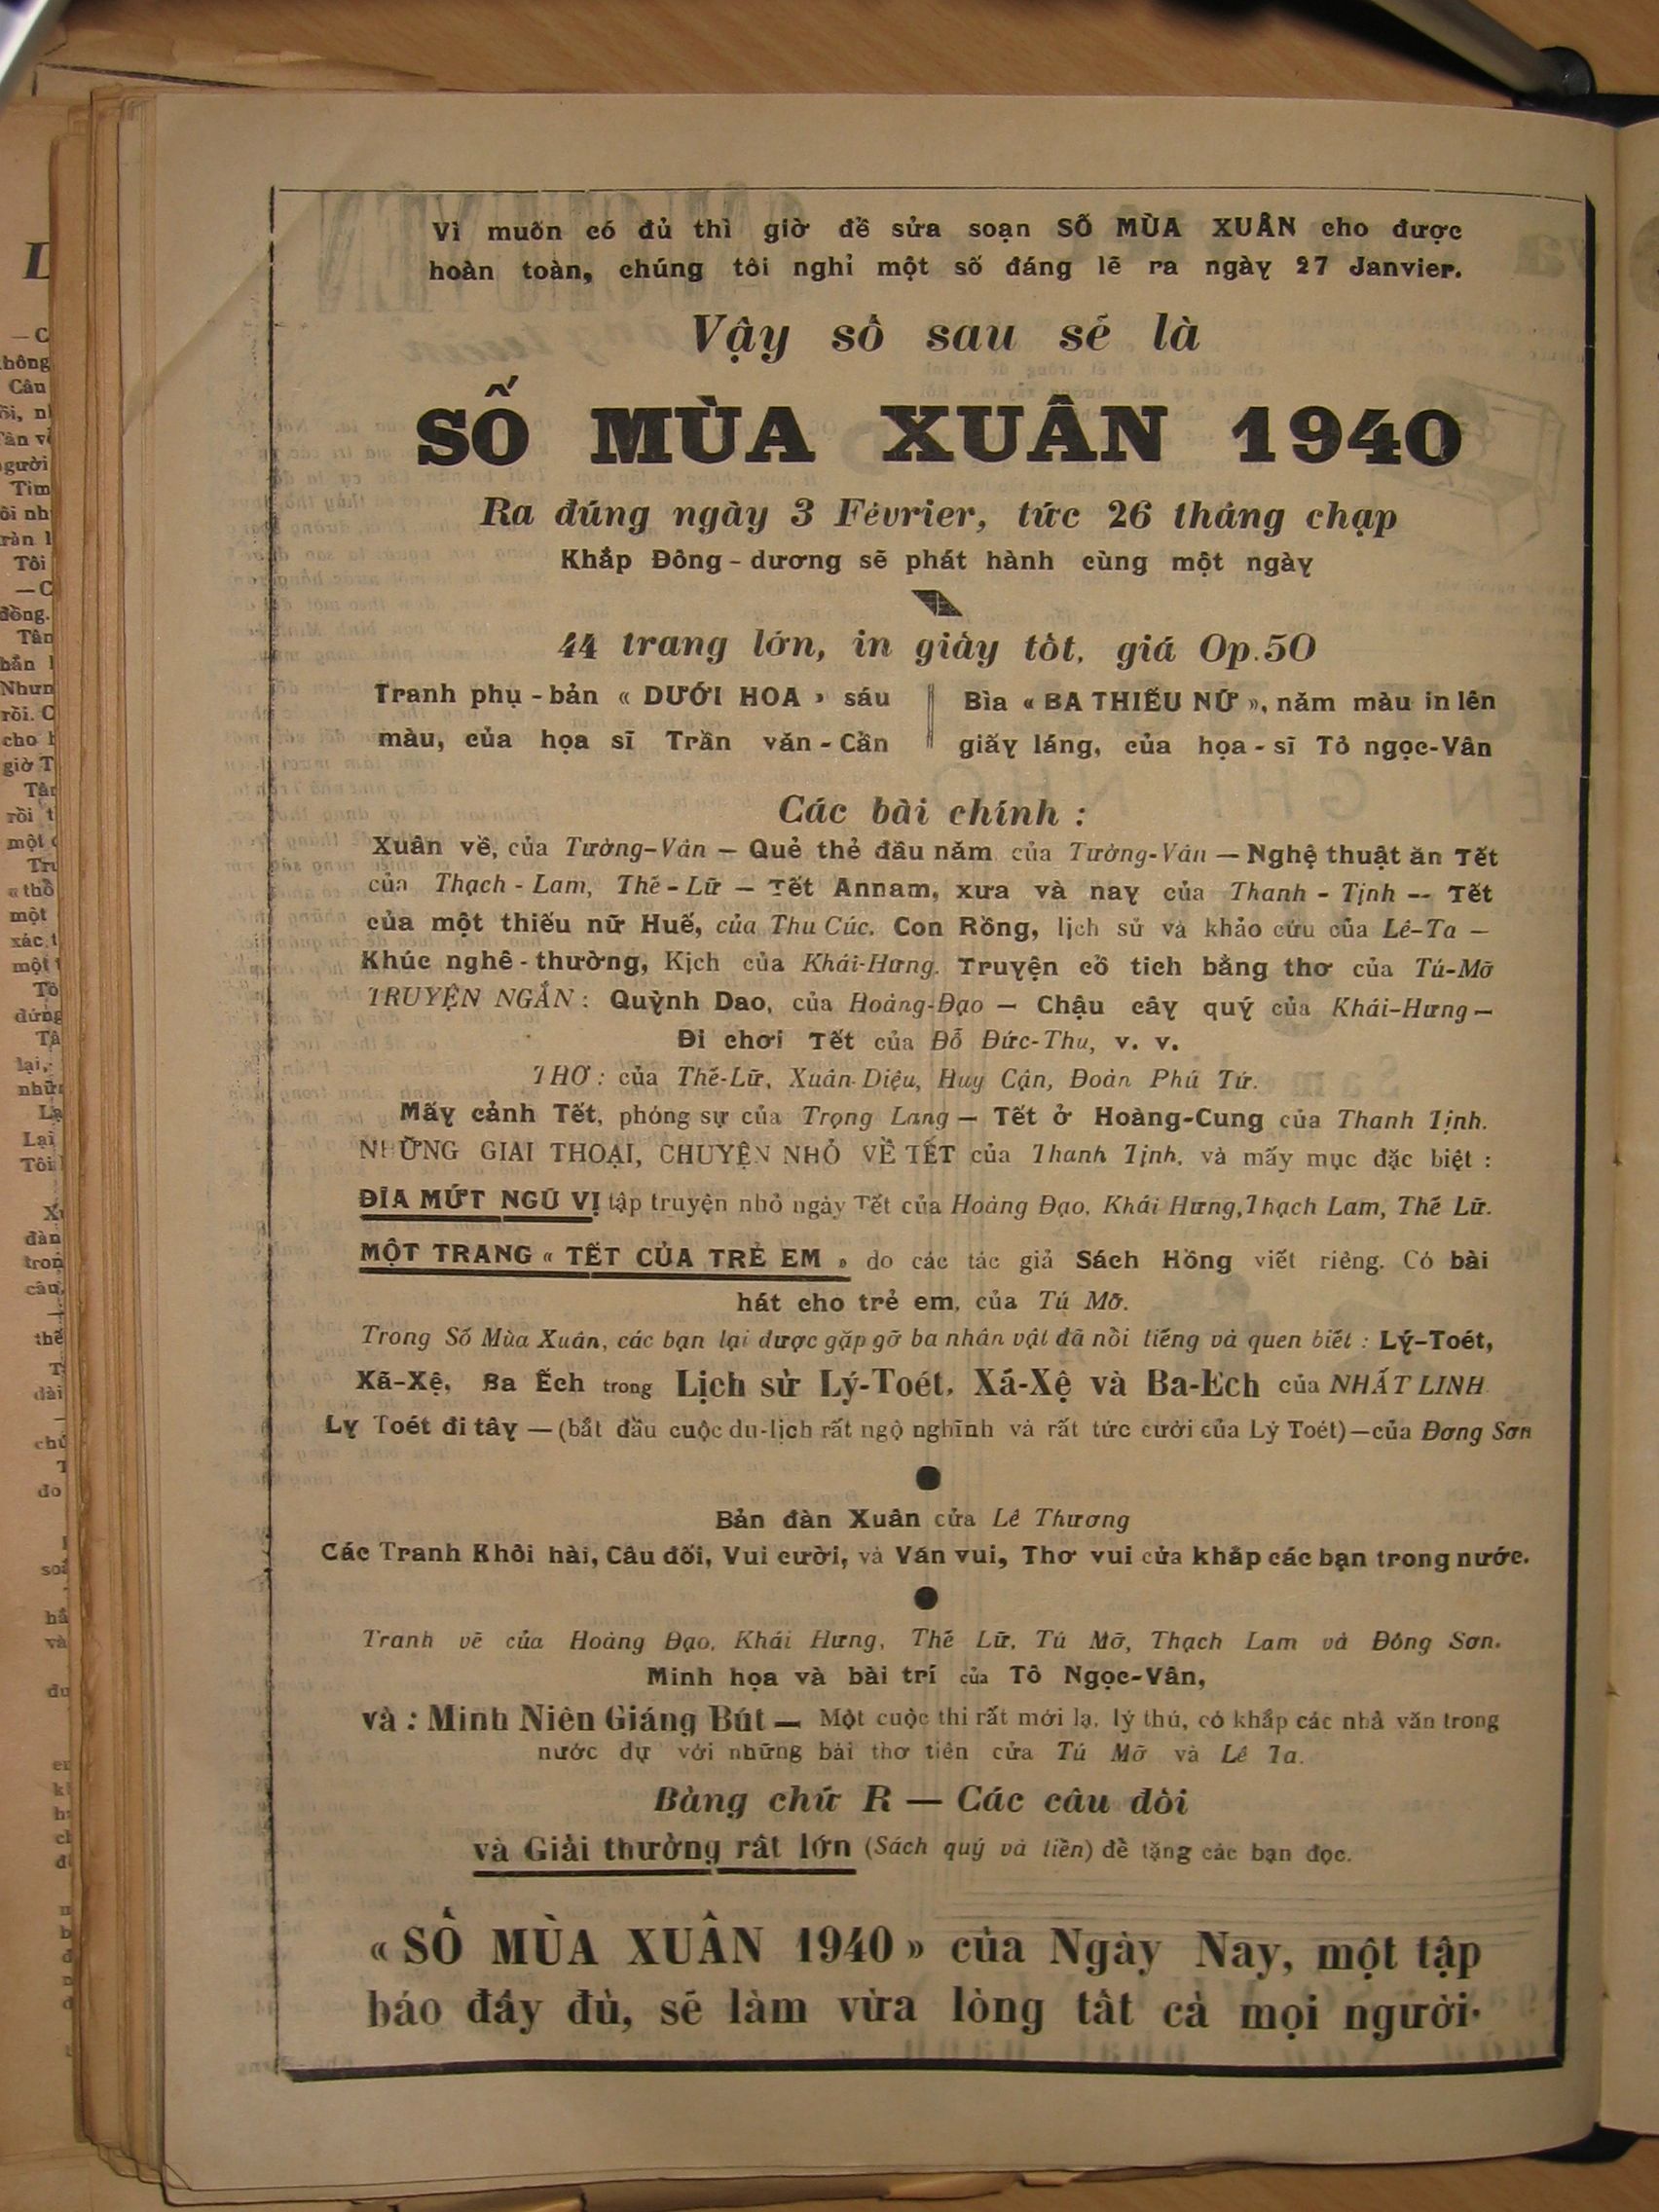 Vì muốn có đủ thì giờ để sửa soạn SỐ MÙA XUÂN cho được
hoàn toàn, chúng tôi nghỉ một số đáng lẽ ra ngày 27 Janvier.
Vậy số sau sẽ là
SỐ MÙA XUÂN 1940
Ra đúng ngày 3 Février, tức 26 tháng chạp
Khắp Đông-dương sẽ phát hành cùng một ngày
44 trang lớn, in giấy tốt, giá 0p.50
Tranh phụ-bản « DƯỚI HOA » sáu
màu, của họa sĩ Trần văn-Cần
Bìa « BA THIẾU NỮ », năm màu in lên
giấy láng, của họa-sĩ Tô ngọc-Vân
Các bài chính :
Xuân về, của Tường-Vân — Quẻ thẻ đầu năm của Tường-Vân — Nghệ thuật ăn Tết
của Thạch-Lam, Thế-Lữ — Tết Annam, xưa và nay của Thanh-Tịnh -- Tết
của một thiếu nữ Huế, của Thu Cúc. Con Rồng, lịch sử và khảo cứu của Lê-Ta —
Khúc nghê-thường, Kịch của Khái-Hưng. Truyện cổ tích bằng thơ của Tú-Mỡ
TRUYỆN NGẮN : Quỳnh Dao, của Hoàng-Đạo — Chậu cây quý của Khái-Hưng —
Đi chơi Tết của Đỗ Đức-Thu, v. v.
THƠ : của Thế-Lữ, Xuân-Diệu, Huy Cận, Đoàn Phú Tứ.
Mấy cảnh Tết, phóng sự của Trọng Lang — Tết ở Hoàng-Cung của Thanh Tịnh.
NHỮNG GIAI THOẠI, CHUYỆN NHỎ VỀ TẾT của Thanh Tịnh, và mấy mục đặc biệt :
ĐĨA MỨT NGŨ VỊ tập truyện nhỏ ngày Tết của Hoàng Đạo, Khái Hưng, Thạch Lam, Thế Lữ.
MỘT TRANG « TẾT CỦA TRẺ EM » do các tác giả Sách Hồng viết riêng. Có bài
hát cho trẻ em, của Tú Mỡ.
Trong Số Mùa Xuân, các bạn lại được gặp gỡ ba nhân vật đã nổi tiếng và quen biết : Lý-Toét,
Xã-Xệ, Ba Ếch trong Lịch sử Lý-Toét, Xã-Xệ và Ba-Ech của NHẤT LINH
Lý Toét đi tây — (bắt đầu cuộc du-lịch rất ngộ nghĩnh và rất tức cười của Lý Toét) — của Đông Sơn
Bản đàn Xuân của Lê Thương
Các Tranh Khôi hài, Câu đối, Vui cười, và Văn vui, Thơ vui của khắp các bạn trong nước.
Tranh vẽ của Hoàng Đạo, Khái Hưng, Thế Lữ, Tú Mỡ, Thạch Lam và Đông Sơn.
Minh họa và bài trí của Tô Ngọc-Vân,
và : Minh Niên Giáng Bút — Một cuộc thi rất mới lạ, lý thú, có khắp các nhà văn trong
nước dự với những bài thơ tiên của Tú Mỡ và Lê Ta.
Bàng chữ R — Các câu đối
và Giải thưởng rất lớn (Sách quý và tiền) để tặng các bạn đọc.
« SỐ MÙA XUÂN 1940 » của Ngày Nay, một tập
báo đầy đủ, sẽ làm vừa lòng tất cả mọi người.